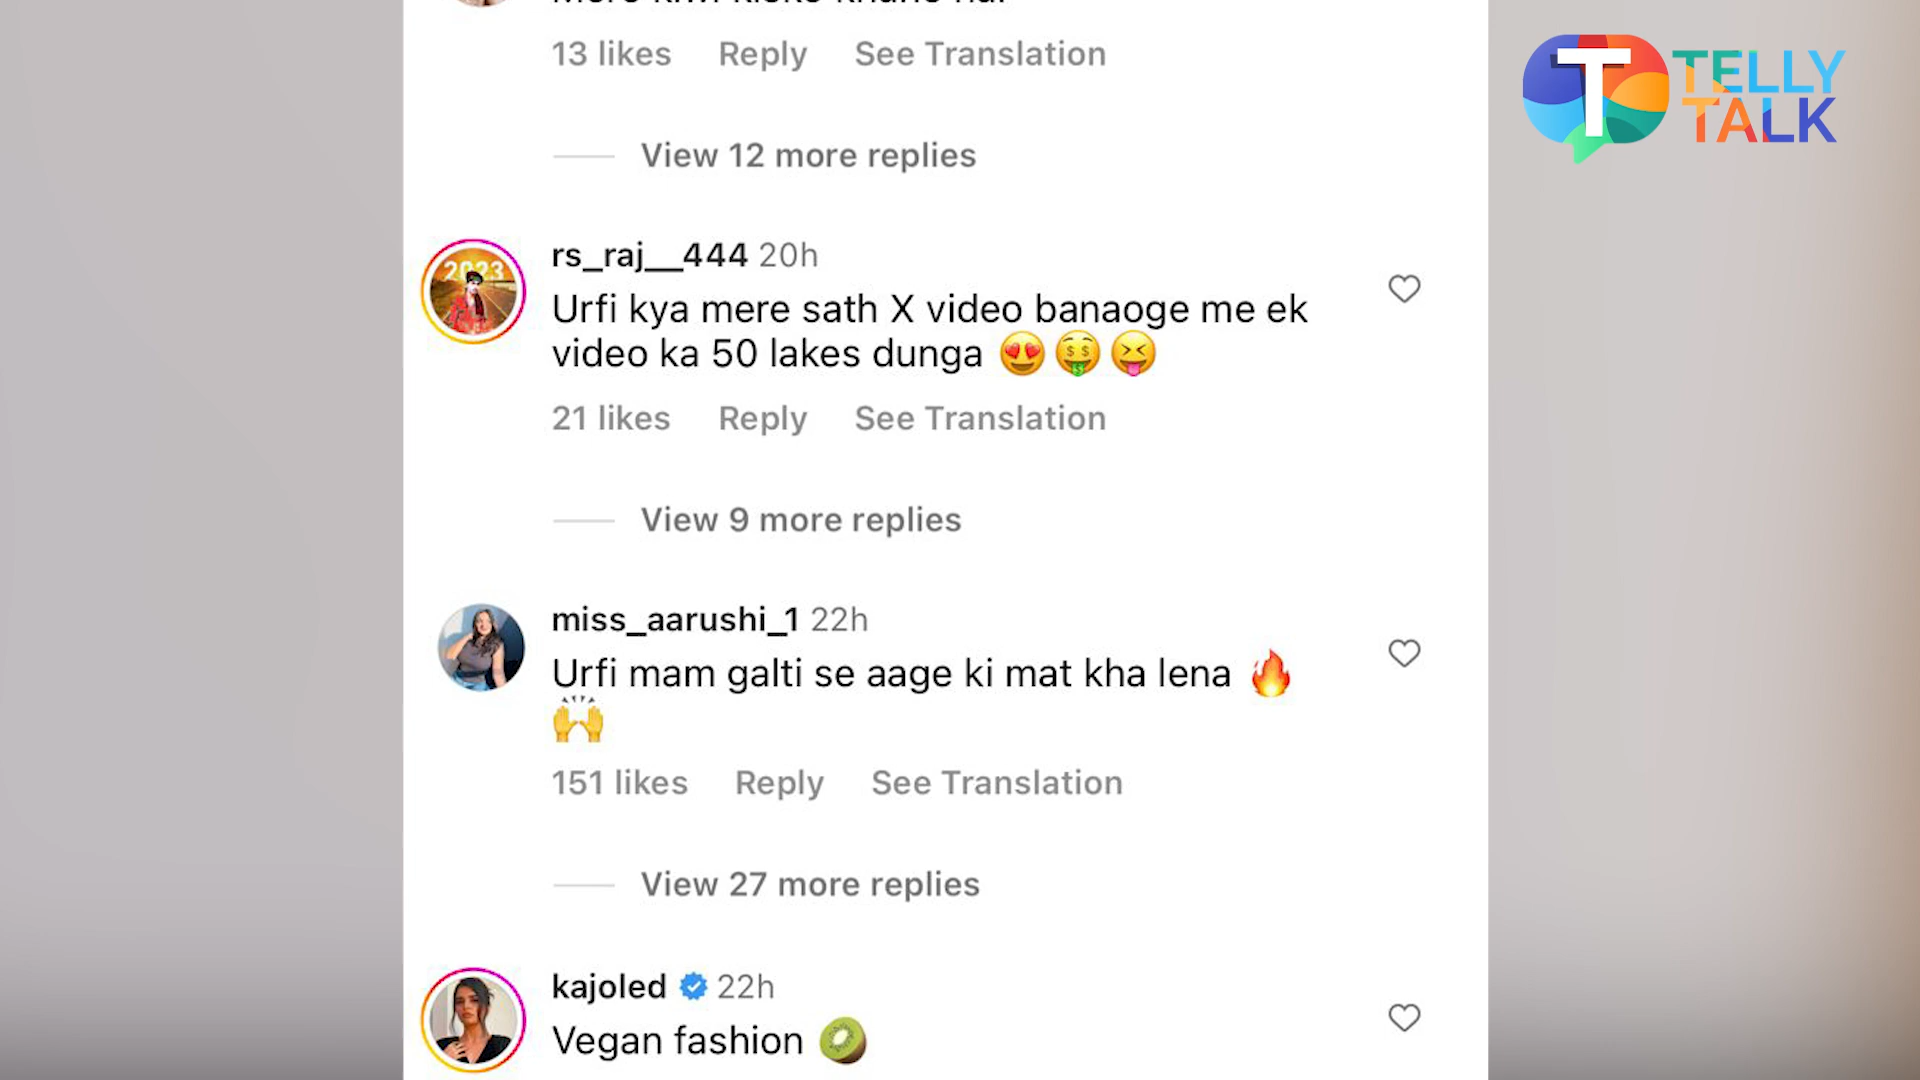 13 likes Reply See Translation
View 12 more replies
TELLY
TALK
rs_raj__444 20h
2023
Urfi kya mere sath X video banaoge me ek
video ka 50 lakes dunga 😍🤑😝
21 likes Reply See Translation
View 9 more replies
miss_aarushi_1 22h
Urfi mam galti se aage ki mat kha lena 🔥
🙌
151 likes Reply See Translation
View 27 more replies
kajoled 22h
Vegan fashion 🥝